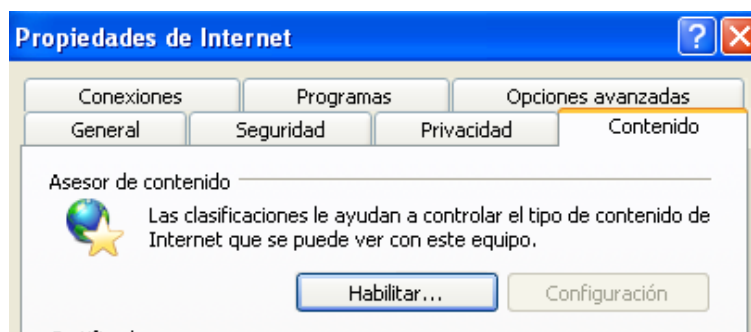 Propiedades de Internet
Conexiones Programas Opciones avanzadas
General Seguridad Privacidad Contenido
Asesor de contenido
Las clasificaciones le ayudan a controlar el tipo de contenido de
Internet que se puede ver con este equipo.
Habilitar... Configuración